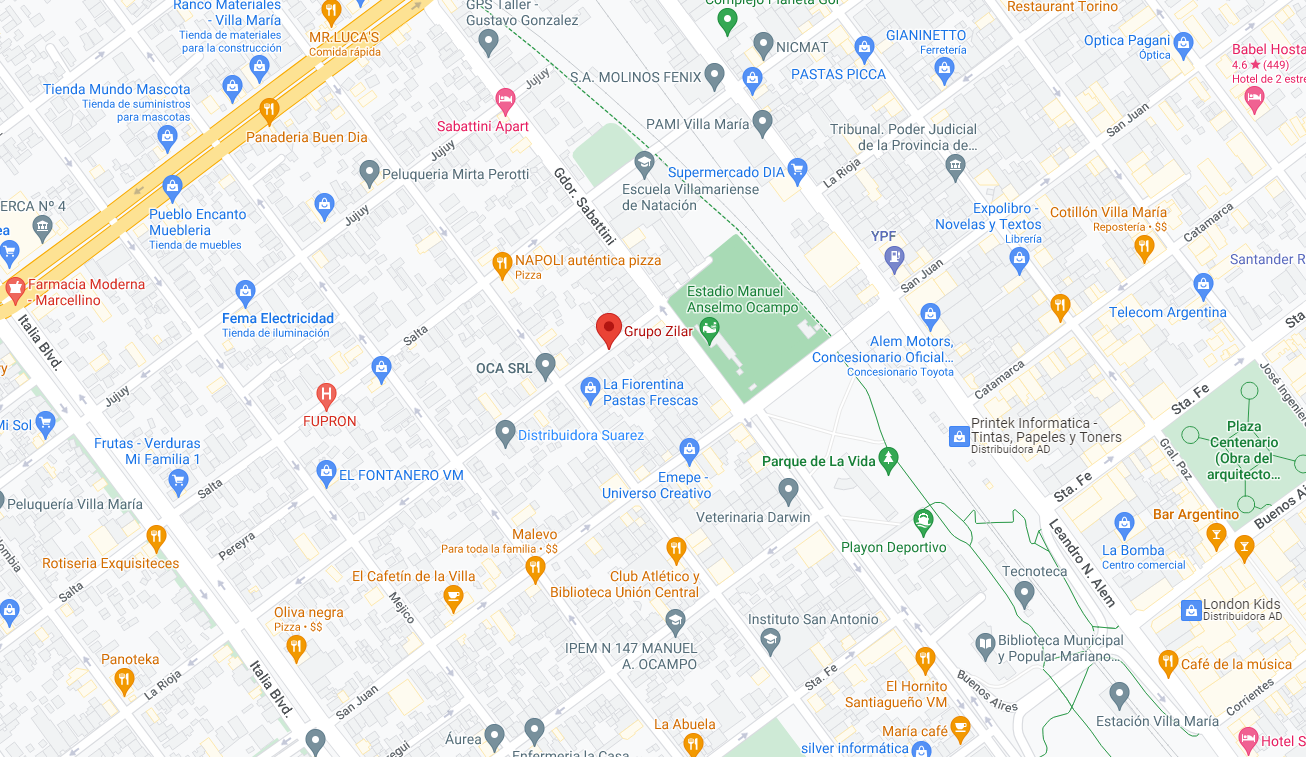 Ranco Materiales
- Villa María
Tienda de materiales
para la construcción
MR.LUCA'S
Comida rápida
GPS Taller -
Gustavo Gonzalez
Complejo Planeta Gol
NICMAT
GIANINETTO
Ferretería
Restaurant Torino
Optica Pagani
Óptica
Babel Hosta
4.6 ★ (449)
Hotel de 2 estre
Tienda Mundo Mascota
Tienda de suministros
para mascotas
Panaderia Buen Dia
Jujuy
S.A. MOLINOS FENIX
PASTAS PICCA
Sabattini Apart
PAMI Villa María
Tribunal. Poder Judicial
de la Provincia de...
San Juan
Jujuy
Peluqueria Mirta Perotti
Escuela Villamariense
de Natación
Supermercado DIA
La Rioja
ERCA Nº 4
Pueblo Encanto
Muebleria
Tienda de muebles
Jujuy
Gdor. Sabattini
Expolibro -
Novelas y Textos
Librería
Cotillón Villa María
Repostería • $$
Catamarca
ea
NAPOLI auténtica pizza
Pizza
YPF
San Juan
Santander R
Farmacia Moderna
- Marcellino
Fema Electricidad
Tienda de iluminación
Estadio Manuel
Anselmo Ocampo
Telecom Argentina
Italia Blvd.
Salta
Grupo Zilar
Alem Motors,
Concesionario Oficial...
Concesionario Toyota
Sta.
OCA SRL
La Fiorentina
Pastas Frescas
Catamarca
José Ingenier
ry
Jujuy
FUPRON
Sta. Fe
Mi Sol
Frutas - Verduras
Mi Familia 1
Distribuidora Suarez
Printek Informatica -
Tintas, Papeles y Toners
Distribuidora AD
Plaza
Centenario
(Obra del
arquitecto...
Gral. Paz
EL FONTANERO VM
Emepe -
Universo Creativo
Parque de La Vida
Sta. Fe
Salta
Peluquería Villa María
Veterinaria Darwin
Buenos Ai
Bar Argentino
Pereyra
Malevo
Para toda la familia • $$
Playon Deportivo
La Bomba
Centro comercial
Rotiseria Exquisiteces
Leandro N. Alem
lombia
Salta
El Cafetín de la Villa
Club Atlético y
Biblioteca Unión Central
Tecnoteca
Mejico
Oliva negra
Pizza • $$
Instituto San Antonio
London Kids
Distribuidora AD
IPEM N 147 MANUEL
A. OCAMPO
Biblioteca Municipal
y Popular-Mariano...
Panoteka
La Rioja
Italia Blvd.
San Juan
Sta. Fe
El Hornito
Santiagueño VM
Buenos Aires
Café de la música
Corrientes
Estación Villa María
La Abuela
María café
Áurea
Enfermeria la Casa
silver informática
egui
Hotel S